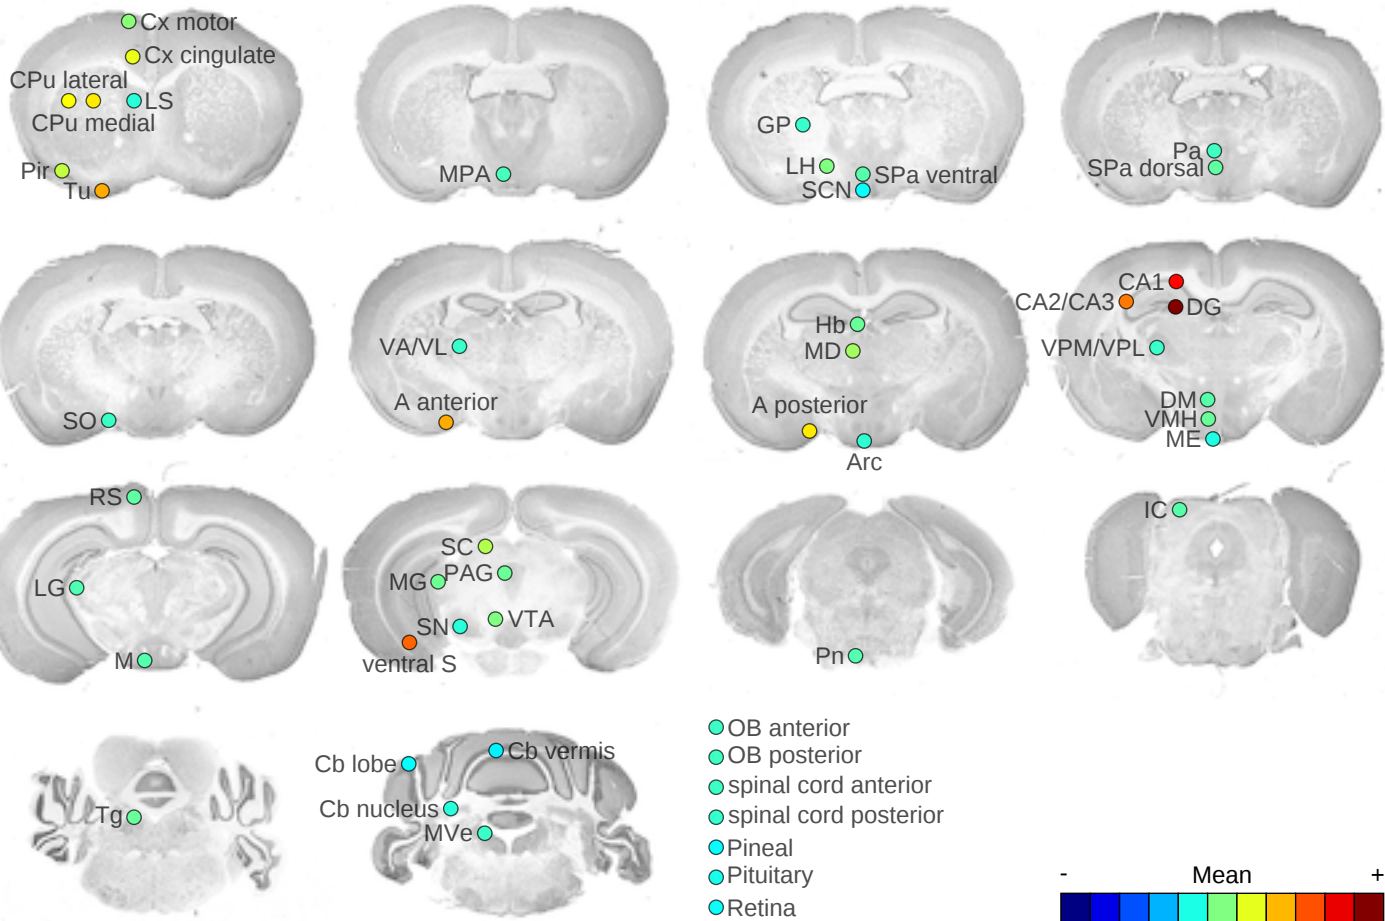 Cx motor
Cx cingulate
CPu lateral
LS
CPu medial
Pir
Tu
MPA
GP
LH
SPa ventral
SCN
Pa
SPa dorsal
SO
VA/VL
A anterior
Hb
MD
A posterior
Arc
CA1
CA2/CA3
DG
VPM/VPL
DM
VMH
ME
RS
LG
M
SC
MG
PAG
SN
VTA
ventral S
Pn
IC
Tg
Cb lobe
Cb vermis
Cb nucleus
MVe
OB anterior
OB posterior
spinal cord anterior
spinal cord posterior
Pineal
Pituitary
Retina
- Mean +